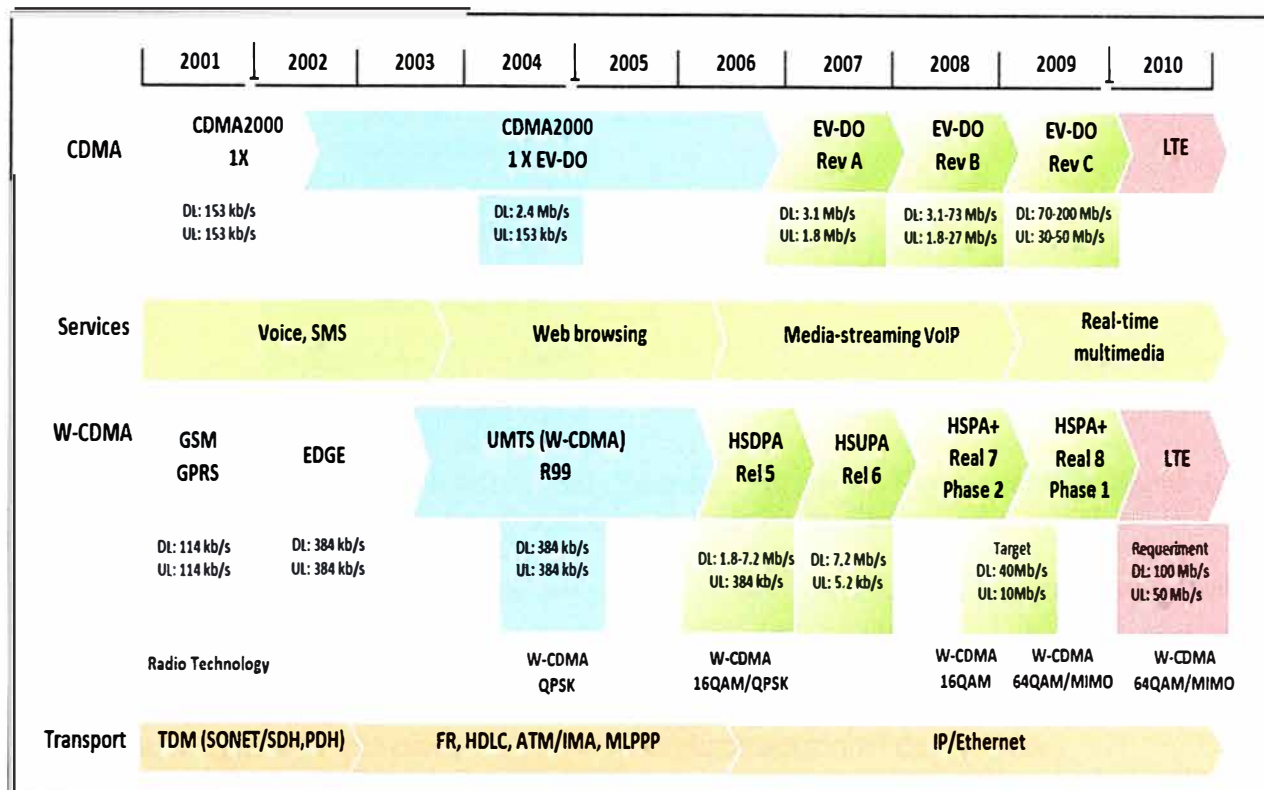 2001 2002 2003 2004 2005 2006 2007 2008 2009 2010
CDMA
CDMA2000
1X
CDMA2000
1 X EV-DO
EV-DO
Rev A
EV-DO
Rev B
EV-DO
Rev C
LTE
DL: 153 kb/s
UL: 153 kb/s
DL: 2.4 Mb/s
UL: 153 kb/s
DL: 3.1 Mb/s
UL: 1.8 Mb/s
DL: 3.1-73 Mb/s
UL: 1.8-27 Mb/s
DL: 70-200 Mb/s
UL: 30-50 Mb/s
Services
Voice, SMS
Web browsing
Media-streaming VoIP
Real-time
multimedia
W-CDMA
GSM
GPRS
EDGE
UMTS (W-CDMA)
R99
HSDPA
Rel 5
HSUPA
Rel 6
HSPA+
Real 7
Phase 2
HSPA+
Real 8
Phase 1
LTE
DL: 114 kb/s
UL: 114 kb/s
DL: 384 kb/s
UL: 384 kb/s
DL: 384 kb/s
UL: 384 kb/s
DL: 1.8-7.2 Mb/s
UL: 384 kb/s
DL: 7.2 Mb/s
UL: 5.2 kb/s
Target
DL: 40Mb/s
UL: 10Mb/s
Requeriment
DL: 100 Mb/s
UL: 50 Mb/s
Radio Technology
W-CDMA
QPSK
W-CDMA
16QAM/QPSK
W-CDMA
16QAM
W-CDMA
64QAM/MIMO
W-CDMA
64QAM/MIMO
Transport
TDM (SONET/SDH,PDH)
FR, HDLC, ATM/IMA, MLPPP
IP/Ethernet